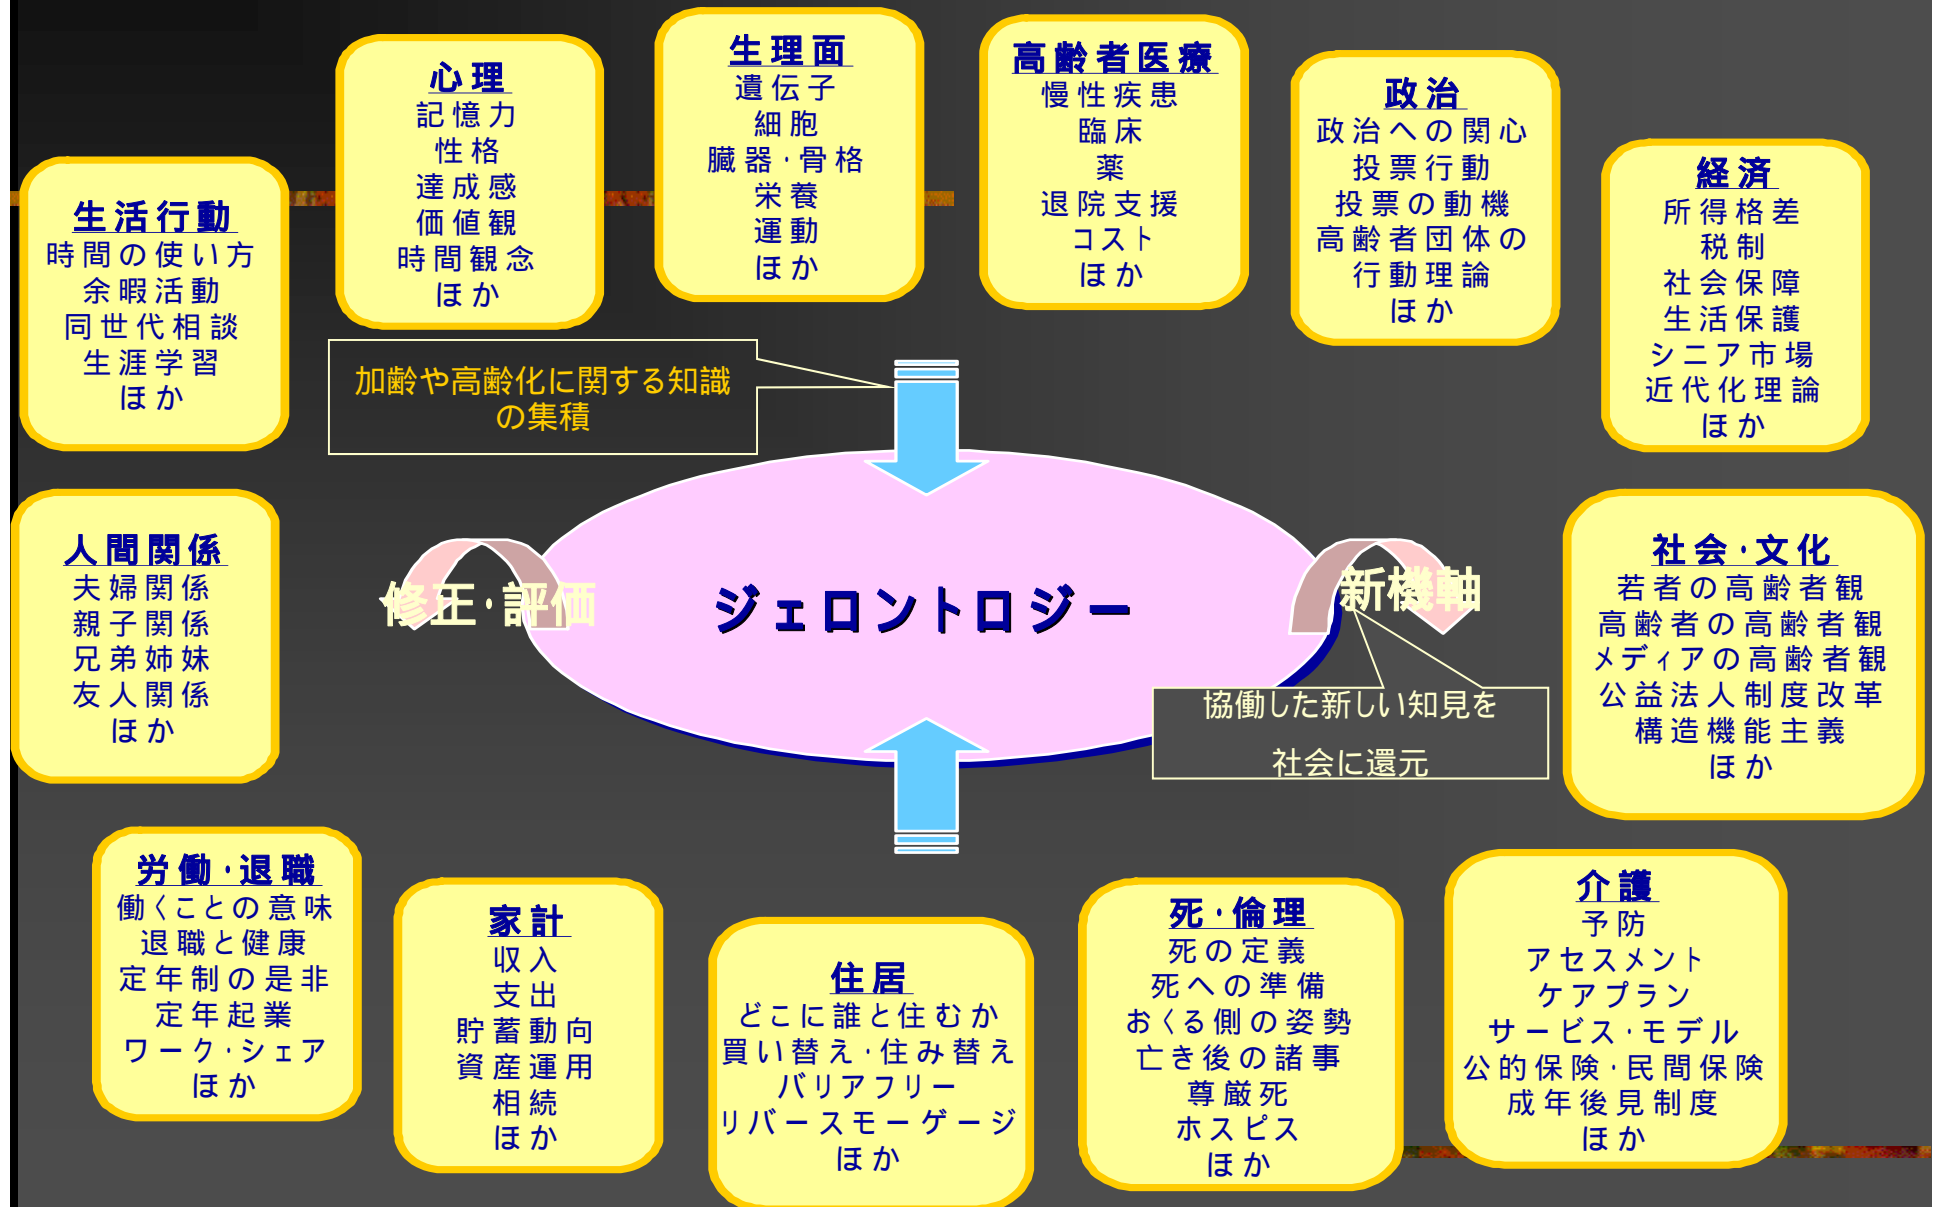 心理
記憶力
性格
達成感
価値観
時間観念
ほか
生理面
遺伝子
細胞
臓器・骨格
栄養
運動
ほか
高齢者医療
慢性疾患
臨床
薬
退院支援
コスト
ほか
政治
政治への関心
投票行動
投票の動機
高齢者団体の
行動理論
ほか
経済
所得格差
税制
社会保障
生活保護
シニア市場
近代化理論
ほか
生活行動
時間の使い方
余暇活動
同世代相談
生涯学習
ほか
加齢や高齢化に関する知識
の集積
人間関係
夫婦関係
親子関係
兄弟姉妹
友人関係
ほか
修正・評価
ジェロントロジー
新機軸
協働した新しい知見を
社会に還元
社会・文化
若者の高齢者観
高齢者の高齢者観
メディアの高齢者観
公益法人制度改革
構造機能主義
ほか
労働・退職
働くことの意味
退職と健康
定年制の是非
定年起業
ワーク・シェア
ほか
家計
収入
支出
貯蓄動向
資産運用
相続
ほか
住居
どこに誰と住むか
買い替え・住み替え
バリアフリー
リバースモーゲージ
ほか
死・倫理
死の定義
死への準備
おくる側の姿勢
亡き後の諸事
尊厳死
ホスピス
ほか
介護
予防
アセスメント
ケアプラン
サービス・モデル
公的保険・民間保険
成年後見制度
ほか